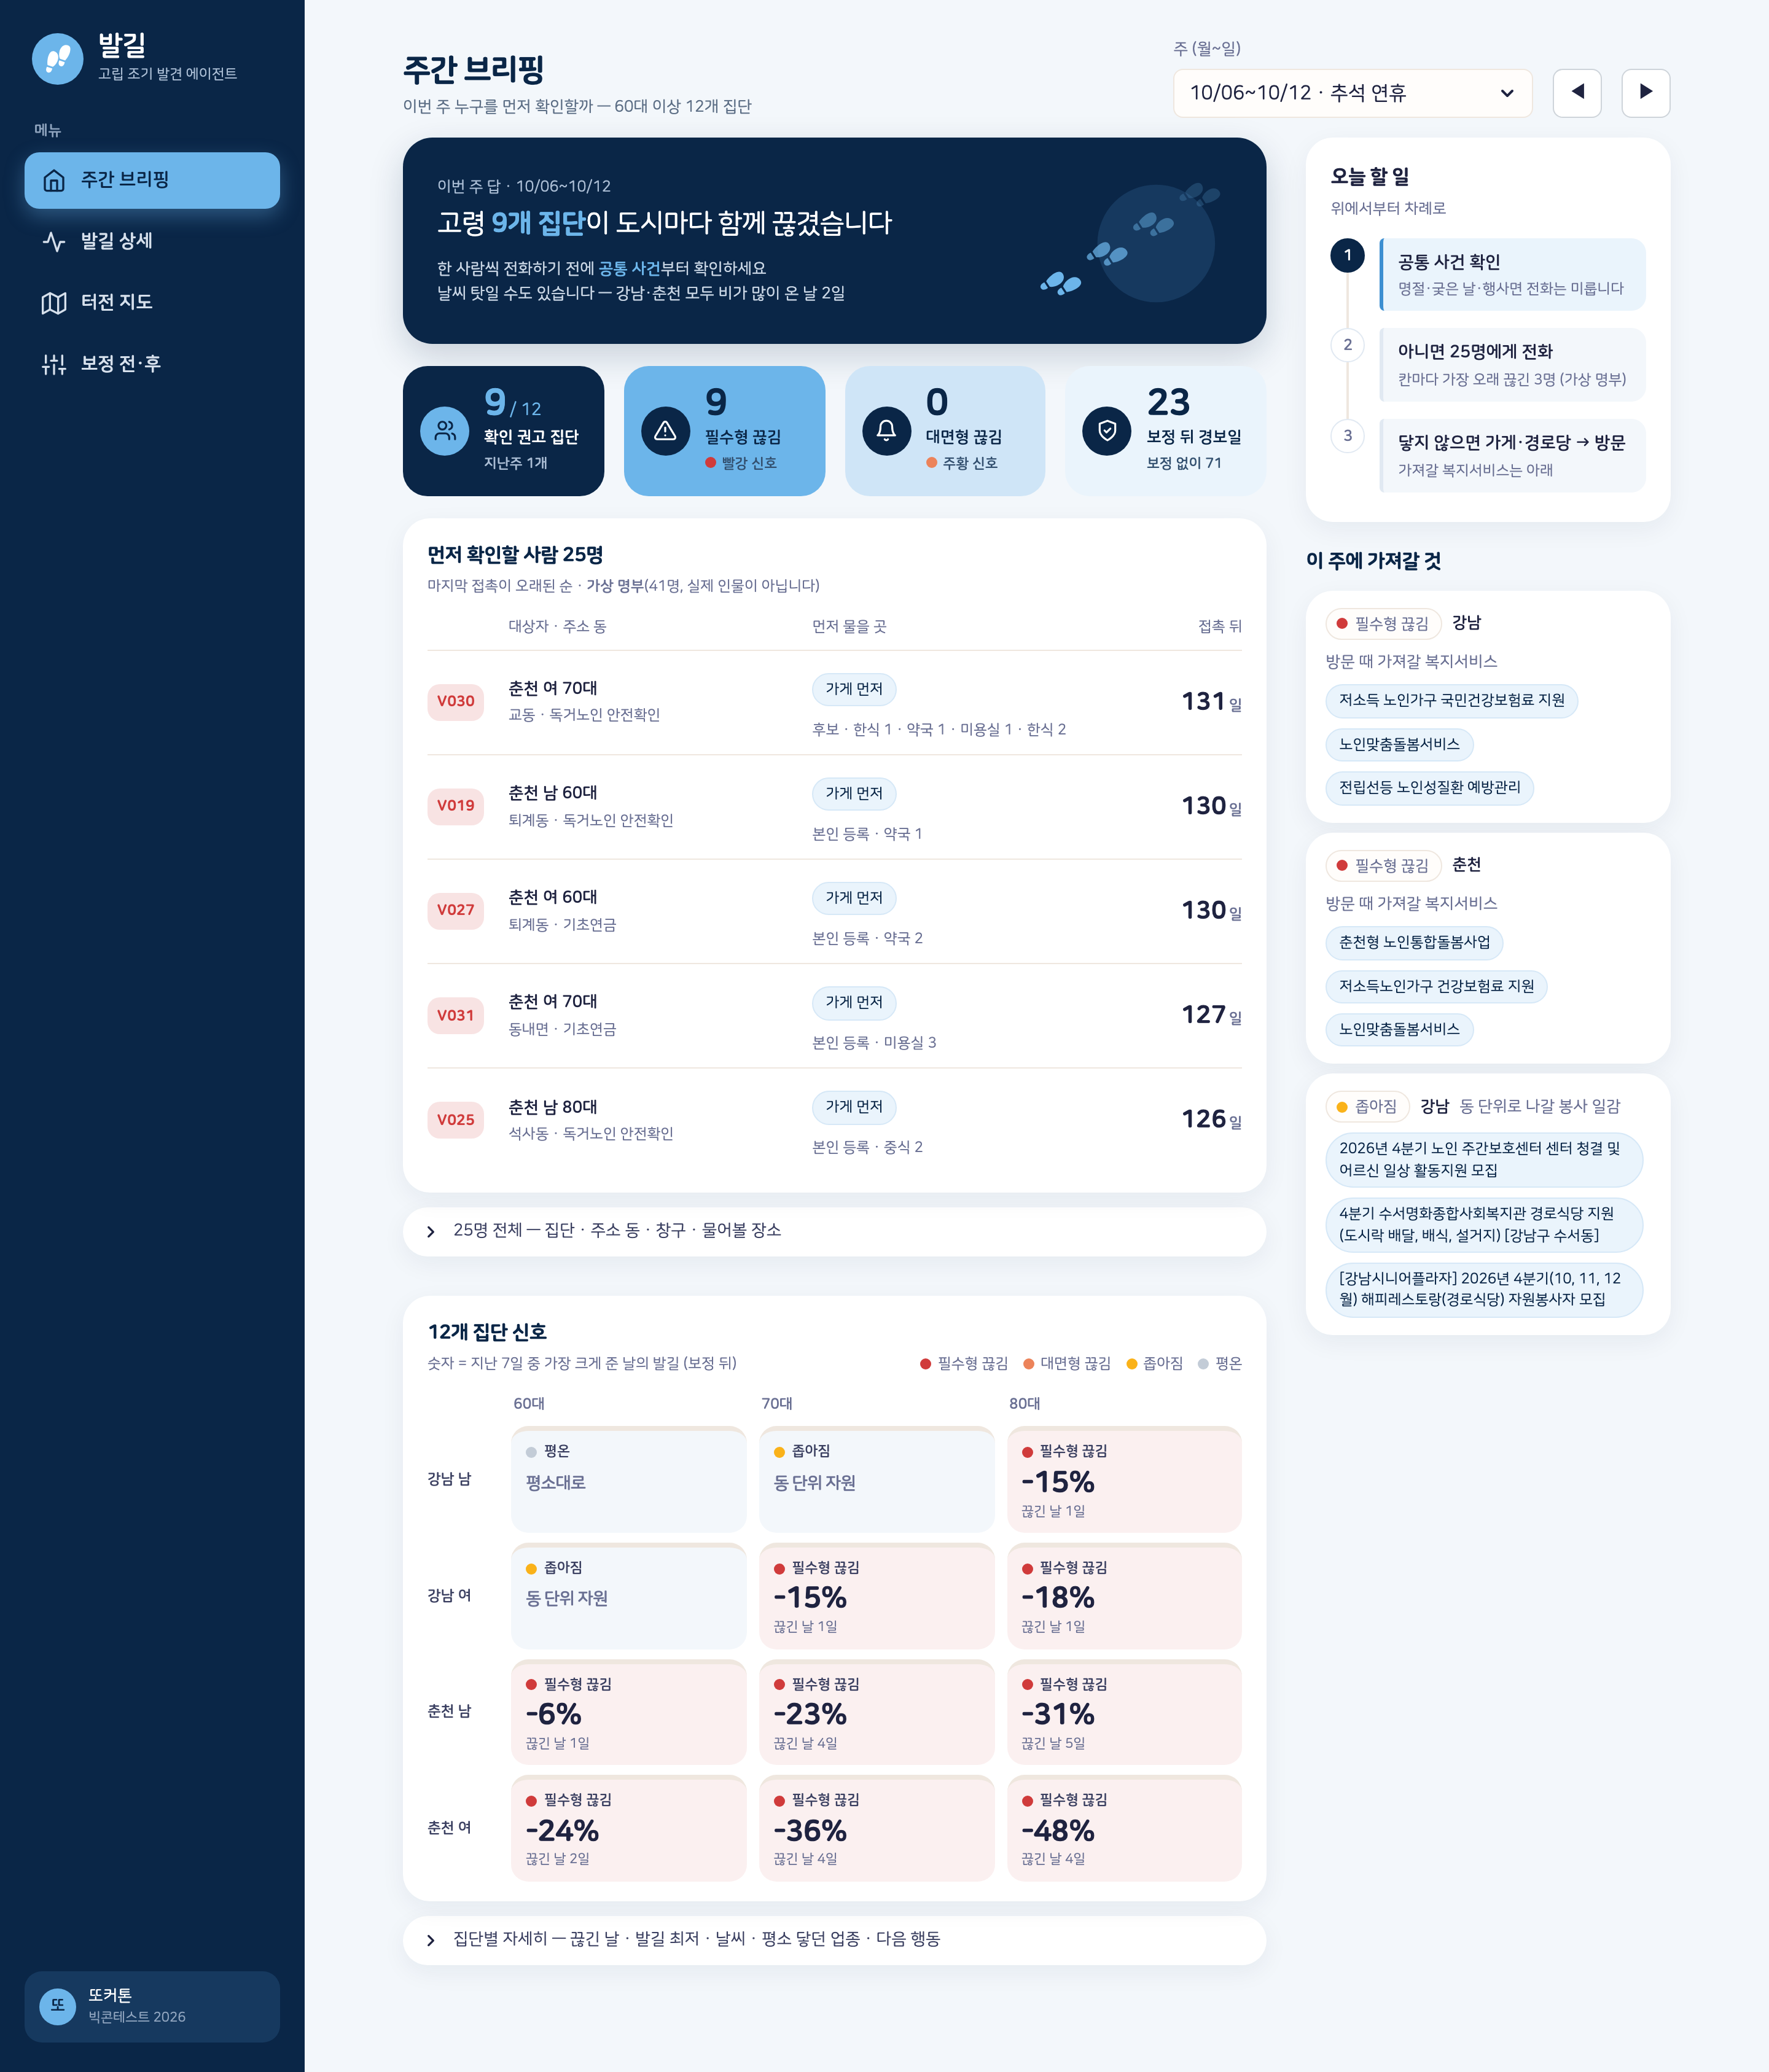 발길
고립 조기 발견 에이전트
메뉴
주간 브리핑
발길 상세
터전 지도
보정 전·후
또
또커톤
빅콘테스트 2026
주간 브리핑
이번 주 누구를 먼저 확인할까 — 60대 이상 12개 집단
주 (월~일)
10/06~10/12 · 추석 연휴
이번 주 답 · 10/06~10/12
고령 9개 집단이 도시마다 함께 끊겼습니다
한 사람씩 전화하기 전에 공통 사건부터 확인하세요
날씨 탓일 수도 있습니다 — 강남·춘천 모두 비가 많이 온 날 2일
9 / 12
확인 권고 집단
지난주 1개
9
필수형 끊김
빨강 신호
0
대면형 끊김
주황 신호
23
보정 뒤 경보일
보정 없이 71
먼저 확인할 사람 25명
마지막 접촉이 오래된 순 · 가상 명부(41명, 실제 인물이 아닙니다)
대상자 · 주소 동
먼저 물을 곳
접촉 뒤
V030
춘천 여 70대
교동 · 독거노인 안전확인
가게 먼저
후보 · 한식 1 · 약국 1 · 미용실 1 · 한식 2
131 일
V019
춘천 남 60대
퇴계동 · 독거노인 안전확인
가게 먼저
본인 등록 · 약국 1
130 일
V027
춘천 여 60대
퇴계동 · 기초연금
가게 먼저
본인 등록 · 약국 2
130 일
V031
춘천 여 70대
동내면 · 기초연금
가게 먼저
본인 등록 · 미용실 3
127 일
V025
춘천 남 80대
석사동 · 독거노인 안전확인
가게 먼저
본인 등록 · 중식 2
126 일
25명 전체 — 집단 · 주소 동 · 창구 · 물어볼 장소
12개 집단 신호
숫자 = 지난 7일 중 가장 크게 준 날의 발길 (보정 뒤)
필수형 끊김
대면형 끊김
좁아짐
평온
60대
70대
80대
강남 남
평온
평소대로
좁아짐
동 단위 자원
필수형 끊김
-15%
끊긴 날 1일
강남 여
좁아짐
동 단위 자원
필수형 끊김
-15%
끊긴 날 1일
필수형 끊김
-18%
끊긴 날 1일
춘천 남
필수형 끊김
-6%
끊긴 날 1일
필수형 끊김
-23%
끊긴 날 4일
필수형 끊김
-31%
끊긴 날 5일
춘천 여
필수형 끊김
-24%
끊긴 날 2일
필수형 끊김
-36%
끊긴 날 4일
필수형 끊김
-48%
끊긴 날 4일
집단별 자세히 — 끊긴 날 · 발길 최저 · 날씨 · 평소 닿던 업종 · 다음 행동
오늘 할 일
위에서부터 차례로
1
공통 사건 확인
명절·궂은 날·행사면 전화는 미룹니다
2
아니면 25명에게 전화
칸마다 가장 오래 끊긴 3명 (가상 명부)
3
닿지 않으면 가게·경로당 → 방문
가져갈 복지서비스는 아래
이 주에 가져갈 것
필수형 끊김
강남
방문 때 가져갈 복지서비스
저소득 노인가구 국민건강보험료 지원
노인맞춤돌봄서비스
전립선등 노인성질환 예방관리
필수형 끊김
춘천
방문 때 가져갈 복지서비스
춘천형 노인통합돌봄사업
저소득노인가구 건강보험료 지원
노인맞춤돌봄서비스
좁아짐
강남 동 단위로 나갈 봉사 일감
2026년 4분기 노인 주간보호센터 센터 청결 및
어르신 일상 활동지원 모집
4분기 수서명화종합사회복지관 경로식당 지원
(도시락 배달, 배식, 설거지) [강남구 수서동]
[강남시니어플라자] 2026년 4분기(10, 11, 12
월) 해피레스토랑(경로식당) 자원봉사자 모집